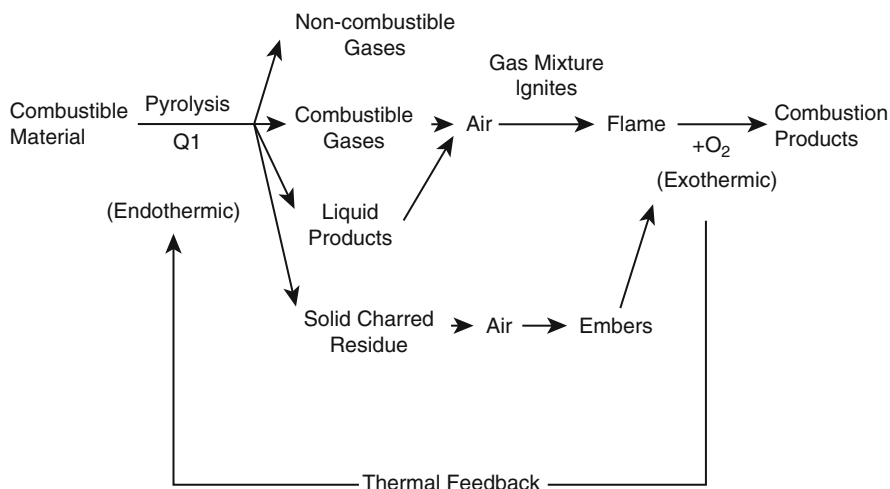 Non-combustible
Gases
Combustible
Material
Pyrolysis
Q1
(Endothermic)
Combustible
Gases
Liquid
Products
Solid Charred
Residue
Air
Gas Mixture
Ignites
Flame
+O₂
(Exothermic)
Combustion
Products
Air
Embers
Thermal Feedback